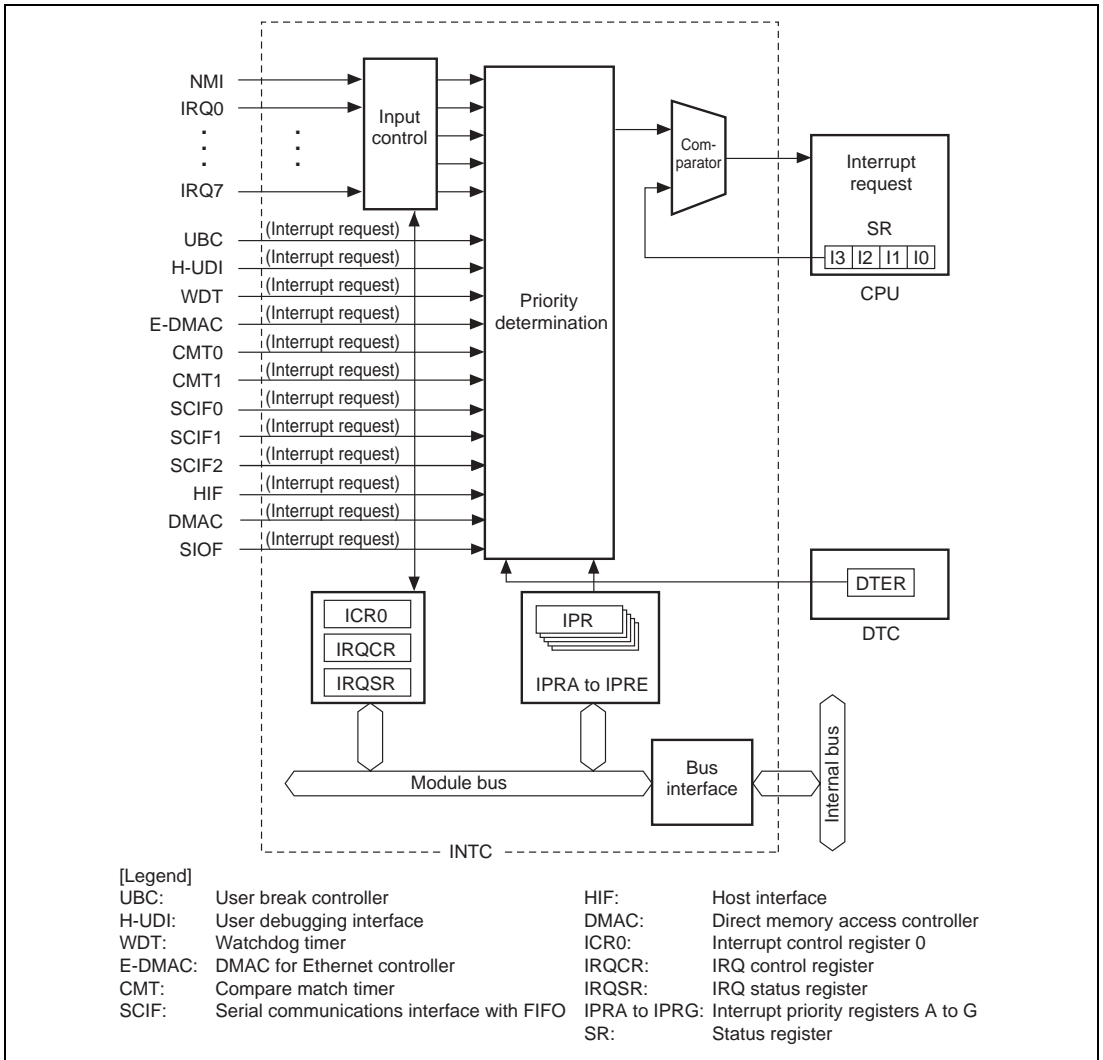 NMI
IRQ0
IRQ7
Input
control
UBC (Interrupt request)
H-UDI (Interrupt request)
WDT (Interrupt request)
E-DMAC (Interrupt request)
CMT0 (Interrupt request)
CMT1 (Interrupt request)
SCIF0 (Interrupt request)
SCIF1 (Interrupt request)
SCIF2 (Interrupt request)
HIF (Interrupt request)
DMAC (Interrupt request)
SIOF (Interrupt request)
Priority
determination
Com-
parator
Interrupt
request
SR
I3 I2 I1 I0
CPU
DTER
DTC
ICR0
IRQCR
IRQSR
IPR
IPRA to IPRE
Module bus
Bus
interface
Internal bus
INTC
[Legend]
UBC: User break controller
H-UDI: User debugging interface
WDT: Watchdog timer
E-DMAC: DMAC for Ethernet controller
CMT: Compare match timer
SCIF: Serial communications interface with FIFO
HIF: Host interface
DMAC: Direct memory access controller
ICR0: Interrupt control register 0
IRQCR: IRQ control register
IRQSR: IRQ status register
IPRA to IPRG: Interrupt priority registers A to G
SR: Status register